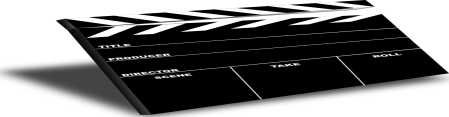 TITLE
PRODUCER
DIRECTOR
SCENE TAKE ROLL